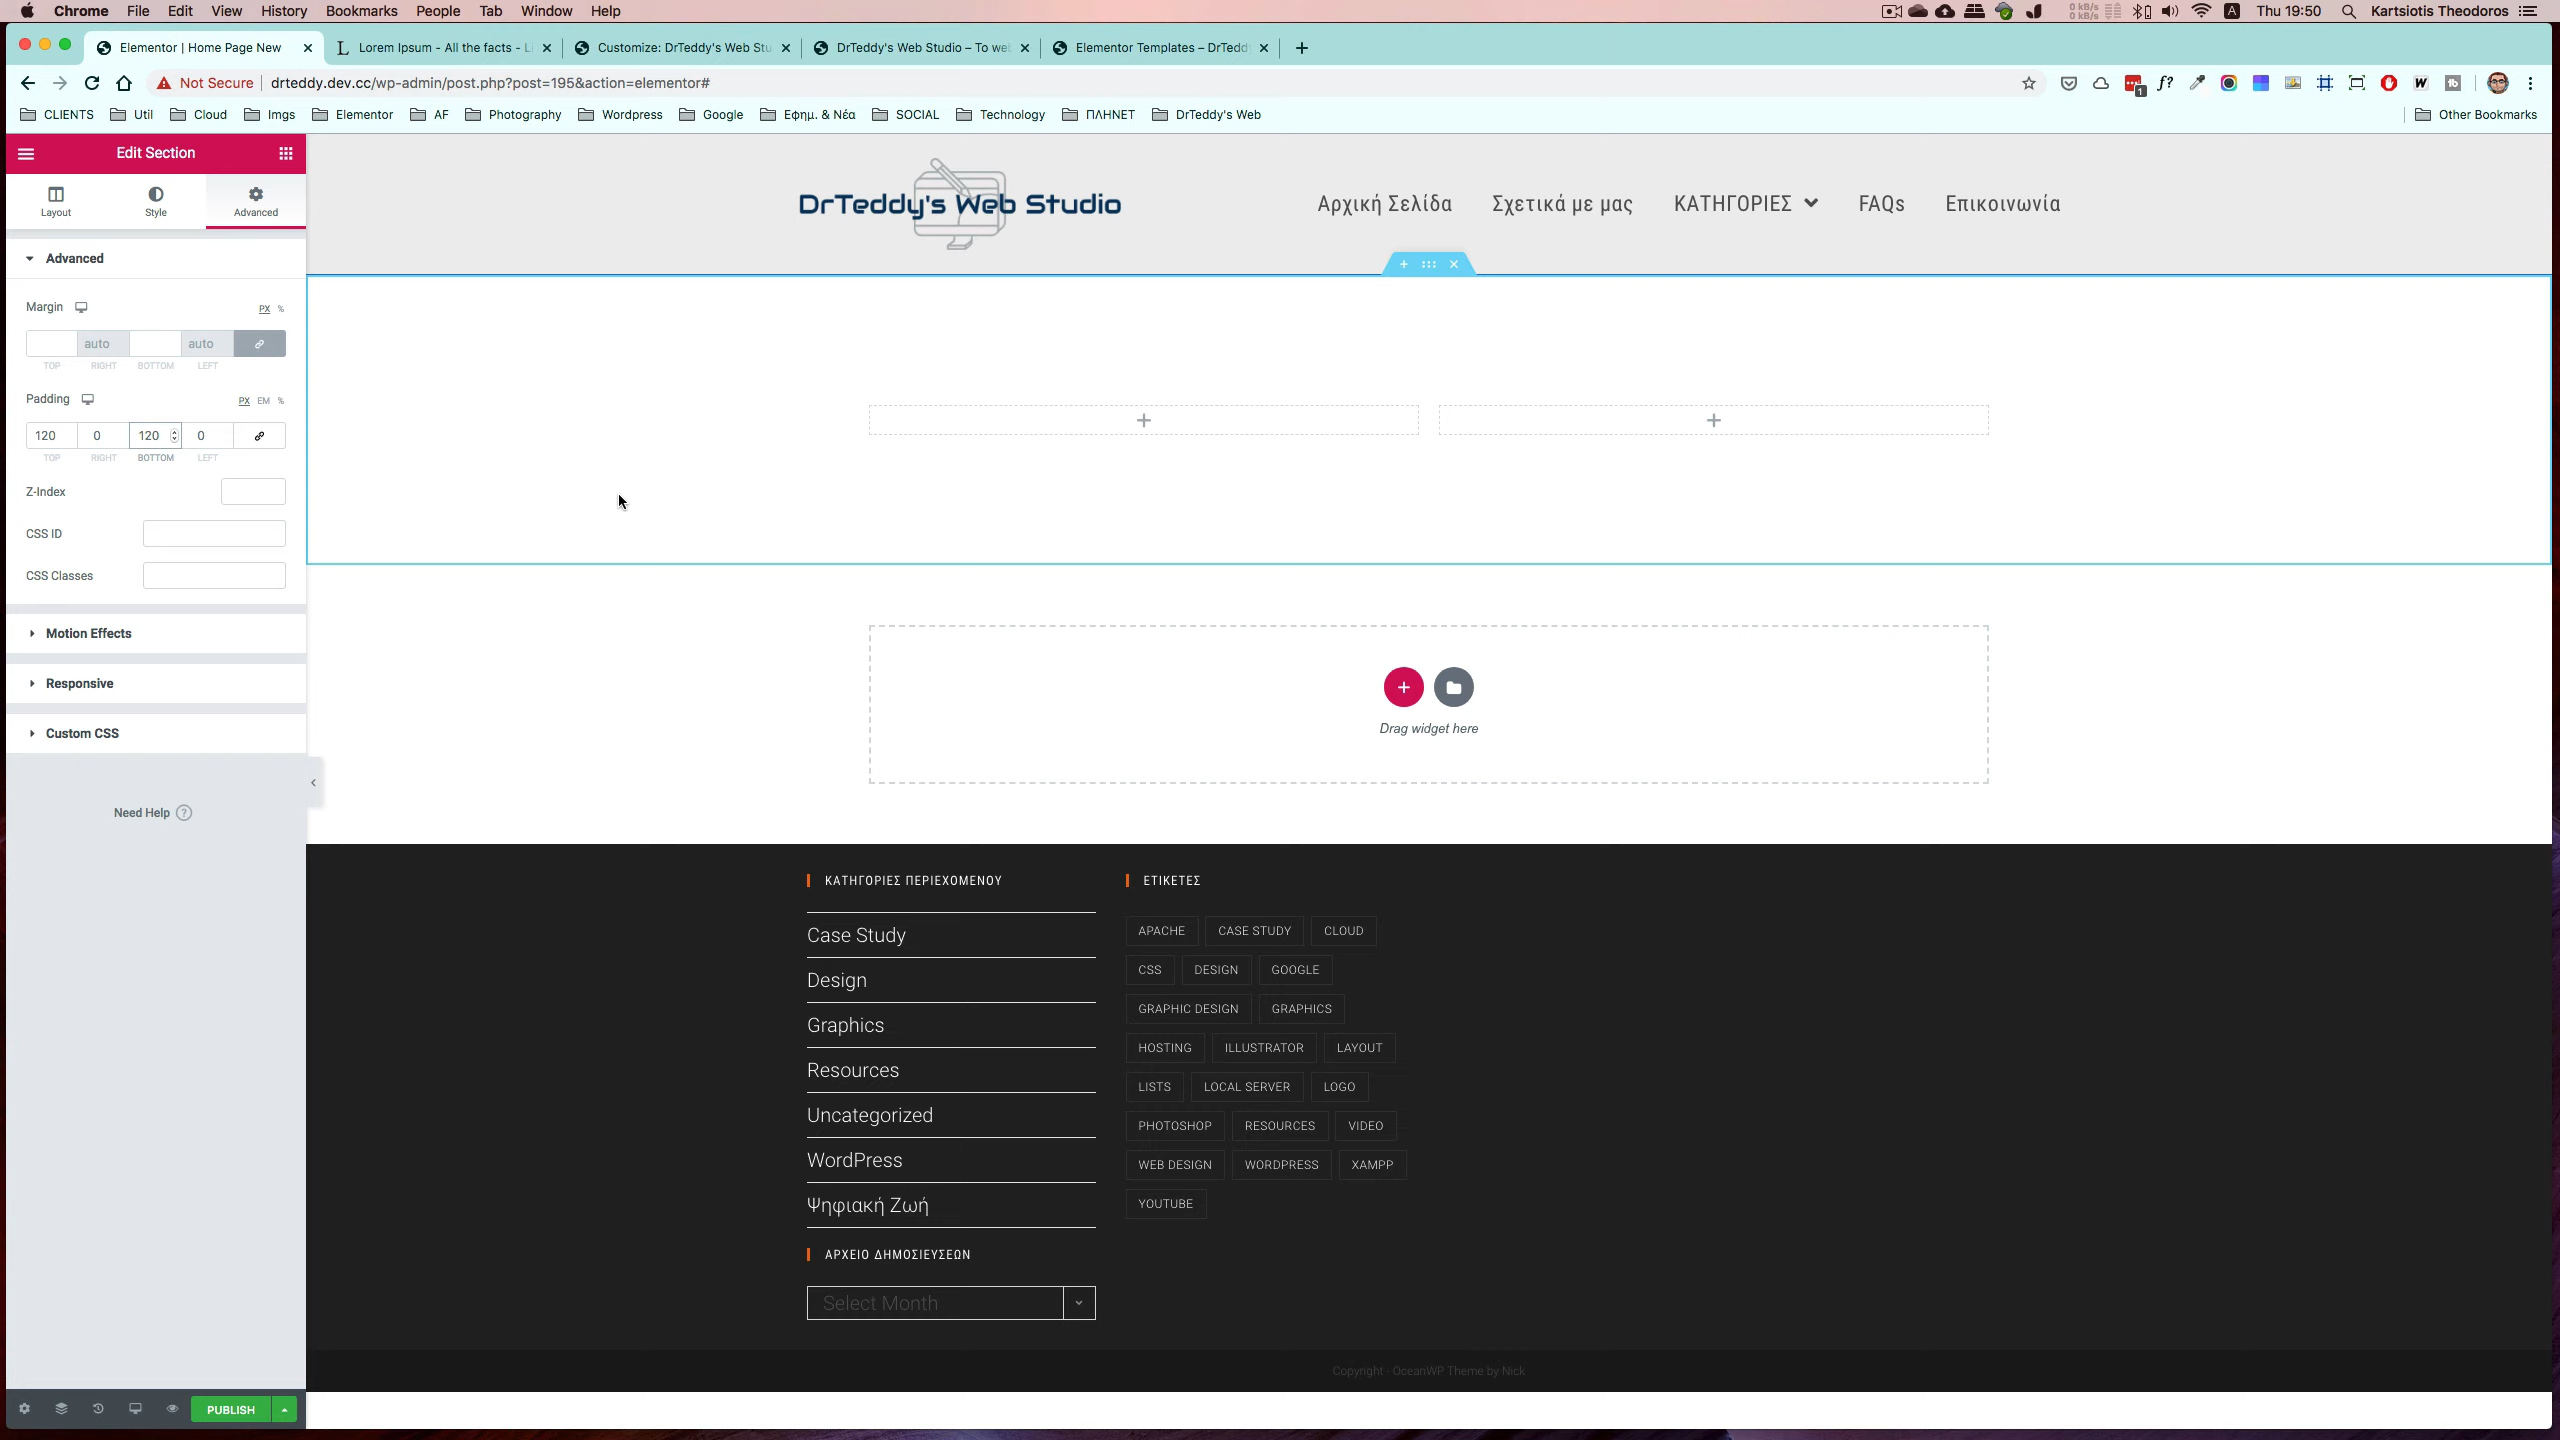 Chrome File Edit View History Bookmarks People Tab Window Help
0 kB/s
0 kB/s
A Thu 19:50 Kartsiotis Theodoros
Elementor | Home Page New
Lorem Ipsum - All the facts - Li
Customize: DrTeddy's Web Stu
DrTeddy's Web Studio – To web
Elementor Templates – DrTeddy
Not Secure drteddy.dev.cc/wp-admin/post.php?post=195&action=elementor#
CLIENTS Util Cloud Imgs Elementor AF Photography Wordpress Google Εφημ. & Νέα SOCIAL Technology ΠΛΗΝΕΤ DrTeddy's Web Other Bookmarks
Edit Section
Layout Style Advanced
Advanced
Margin PX %
auto auto
TOP RIGHT BOTTOM LEFT
Padding PX EM %
120 0 120 0
TOP RIGHT BOTTOM LEFT
Z-Index
CSS ID
CSS Classes
Motion Effects
Responsive
Custom CSS
Need Help ?
PUBLISH
DrTeddy's Web Studio
Αρχική Σελίδα Σχετικά με μας ΚΑΤΗΓΟΡΙΕΣ FAQs Επικοινωνία
Drag widget here
ΚΑΤΗΓΟΡΙΕΣ ΠΕΡΙΕΧΟΜΕΝΟΥ
Case Study
Design
Graphics
Resources
Uncategorized
WordPress
Ψηφιακή Ζωή
ΑΡΧΕΙΟ ΔΗΜΟΣΙΕΥΣΕΩΝ
Select Month
ΕΤΙΚΕΤΕΣ
APACHE CASE STUDY CLOUD
CSS DESIGN GOOGLE
GRAPHIC DESIGN GRAPHICS
HOSTING ILLUSTRATOR LAYOUT
LISTS LOCAL SERVER LOGO
PHOTOSHOP RESOURCES VIDEO
WEB DESIGN WORDPRESS XAMPP
YOUTUBE
Copyright - OceanWP Theme by Nick